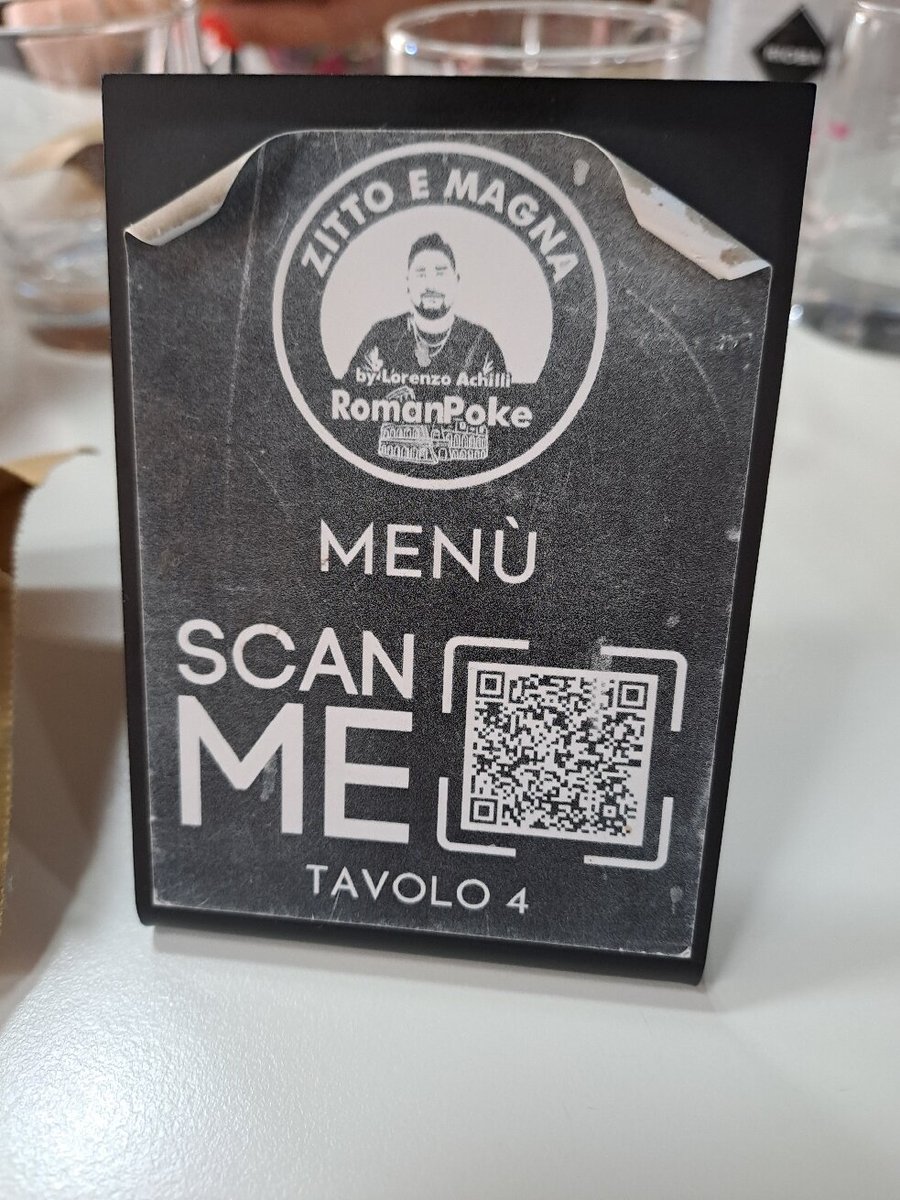 ZITTO E MAGNA
by Lorenzo Achilli
RomanPoke
MENÙ
SCAN
ME
TAVOLO 4